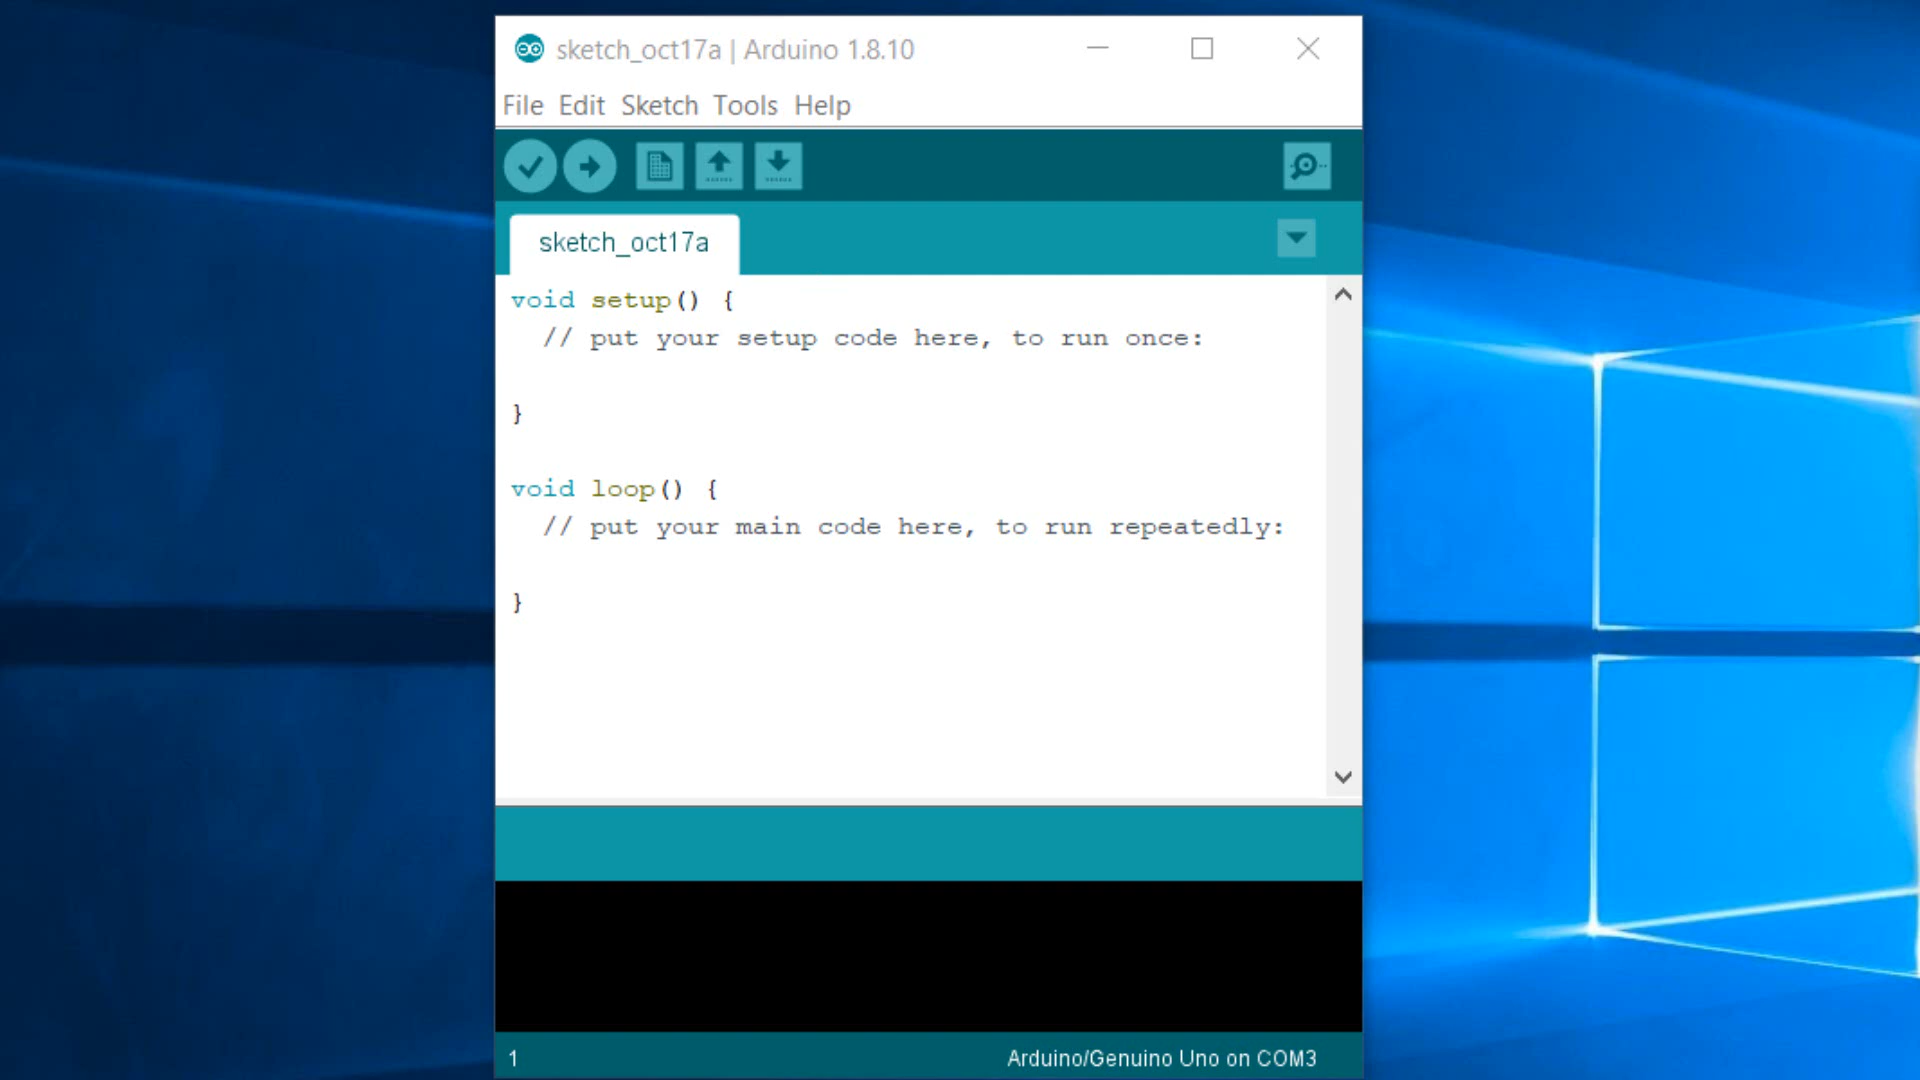 sketch_oct17a | Arduino 1.8.10
File Edit Sketch Tools Help
sketch_oct17a
void setup() {
  // put your setup code here, to run once:
}
void loop() {
  // put your main code here, to run repeatedly:
}
1
Arduino/Genuino Uno on COM3